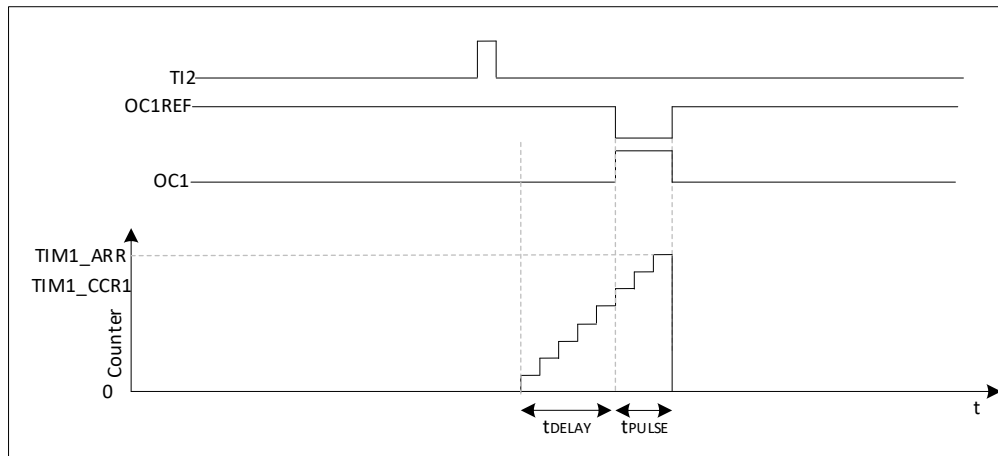 TI2
OC1REF
OC1
TIM1_ARR
TIM1_CCR1
Counter
0
t
tDELAY
tPULSE